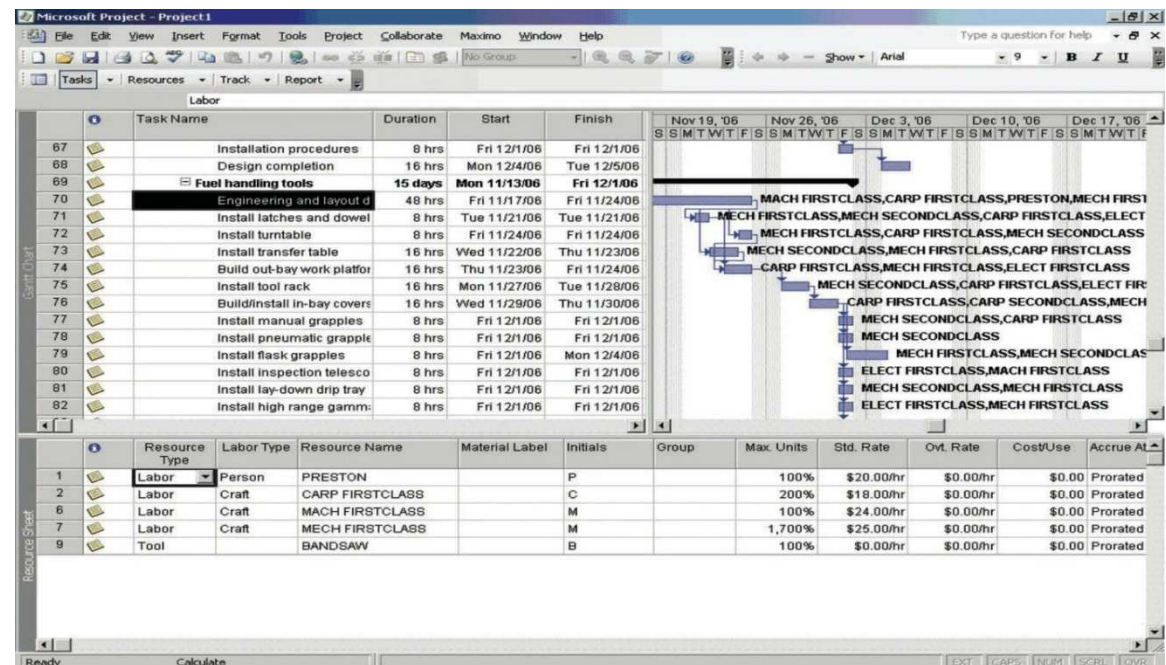 Microsoft Project - Project1
File Edit View Insert Format Tools Project Collaborate Maximo Window Help Type a question for help
No Group Show Arial 9 B I U
Tasks Resources Track Report
Labor
Task Name Duration Start Finish Nov 19, '06 Nov 26, '06 Dec 3, '06 Dec 10, '06 Dec 17, '06
S S M T W T F S S M T W T F S S M T W T F S S M T W T F S S M T W T F
67 Installation procedures 8 hrs Fri 12/1/06 Fri 12/1/06
68 Design completion 16 hrs Mon 12/4/06 Tue 12/5/06
69 Fuel handling tools 15 days Mon 11/13/06 Fri 12/1/06
70 Engineering and layout d 48 hrs Fri 11/17/06 Fri 11/24/06 MACH FIRSTCLASS,CARP FIRSTCLASS,PRESTON,MECH FIRST
71 Install latches and dowel 8 hrs Tue 11/21/06 Tue 11/21/06 MECH FIRSTCLASS,MECH SECONDCLASS,CARP FIRSTCLASS,ELECT
72 Install turntable 8 hrs Fri 11/24/06 Fri 11/24/06 MECH FIRSTCLASS,CARP FIRSTCLASS,MECH SECONDCLASS
73 Install transfer table 16 hrs Wed 11/22/06 Thu 11/23/06 MECH SECONDCLASS,MECH FIRSTCLASS,CARP FIRSTCLASS
74 Build out-bay work platfor 16 hrs Thu 11/23/06 Fri 11/24/06 CARP FIRSTCLASS,MECH FIRSTCLASS,ELECT FIRSTCLASS
75 Install tool rack 16 hrs Mon 11/27/06 Tue 11/28/06 MECH SECONDCLASS,CARP FIRSTCLASS,ELECT FIR
76 Build/install in-bay covers 16 hrs Wed 11/29/06 Thu 11/30/06 CARP FIRSTCLASS,CARP SECONDCLASS,MECH
77 Install manual grapples 8 hrs Fri 12/1/06 Fri 12/1/06 MECH SECONDCLASS,CARP FIRSTCLASS
78 Install pneumatic grapple 8 hrs Fri 12/1/06 Fri 12/1/06 MECH SECONDCLASS
79 Install flask grapples 8 hrs Fri 12/1/06 Mon 12/4/06 MECH FIRSTCLASS,MECH SECONDCLAS
80 Install inspection telesco 8 hrs Fri 12/1/06 Fri 12/1/06 ELECT FIRSTCLASS,MACH FIRSTCLASS
81 Install lay-down drip tray 8 hrs Fri 12/1/06 Fri 12/1/06 MECH SECONDCLASS,MECH FIRSTCLASS
82 Install high range gamm 8 hrs Fri 12/1/06 Fri 12/1/06 ELECT FIRSTCLASS,MECH FIRSTCLASS
Gantt Chart
Resource Type Labor Type Resource Name Material Label Initials Group Max. Units Std. Rate Ovt. Rate Cost/Use Accrue At
1 Labor Person PRESTON P 100% $20.00/hr $0.00/hr $0.00 Prorated
2 Labor Craft CARP FIRSTCLASS C 200% $18.00/hr $0.00/hr $0.00 Prorated
6 Labor Craft MACH FIRSTCLASS M 100% $24.00/hr $0.00/hr $0.00 Prorated
7 Labor Craft MECH FIRSTCLASS M 1,700% $25.00/hr $0.00/hr $0.00 Prorated
9 Tool BANDSAW B 100% $0.00/hr $0.00/hr $0.00 Prorated
Resource Sheet
Ready Calculate EXT CAPS NUM SCRL OVR